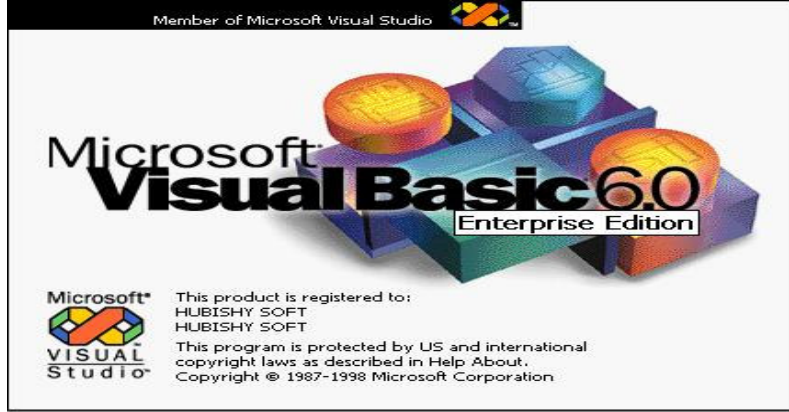 Member of Microsoft Visual Studio
Microsoft
Visual Basic 6.0
Enterprise Edition
Microsoft®
VISUAL
Studio™
This product is registered to:
HUBISHY SOFT
HUBISHY SOFT
This program is protected by US and international
copyright laws as described in Help About.
Copyright © 1987-1998 Microsoft Corporation